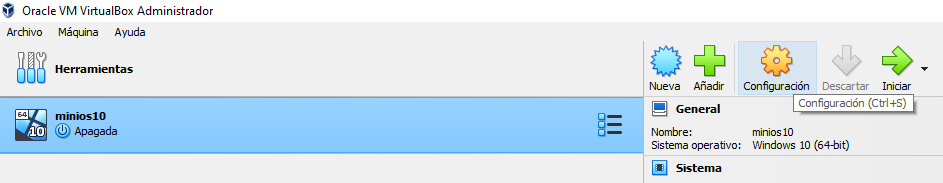 Oracle VM VirtualBox Administrador
Archivo Máquina Ayuda
Herramientas
Nueva Añadir Configuración Descartar Iniciar
Configuración (Ctrl+S)
64
10
minios10
Apagada
General
Nombre: minios10
Sistema operativo: Windows 10 (64-bit)
Sistema